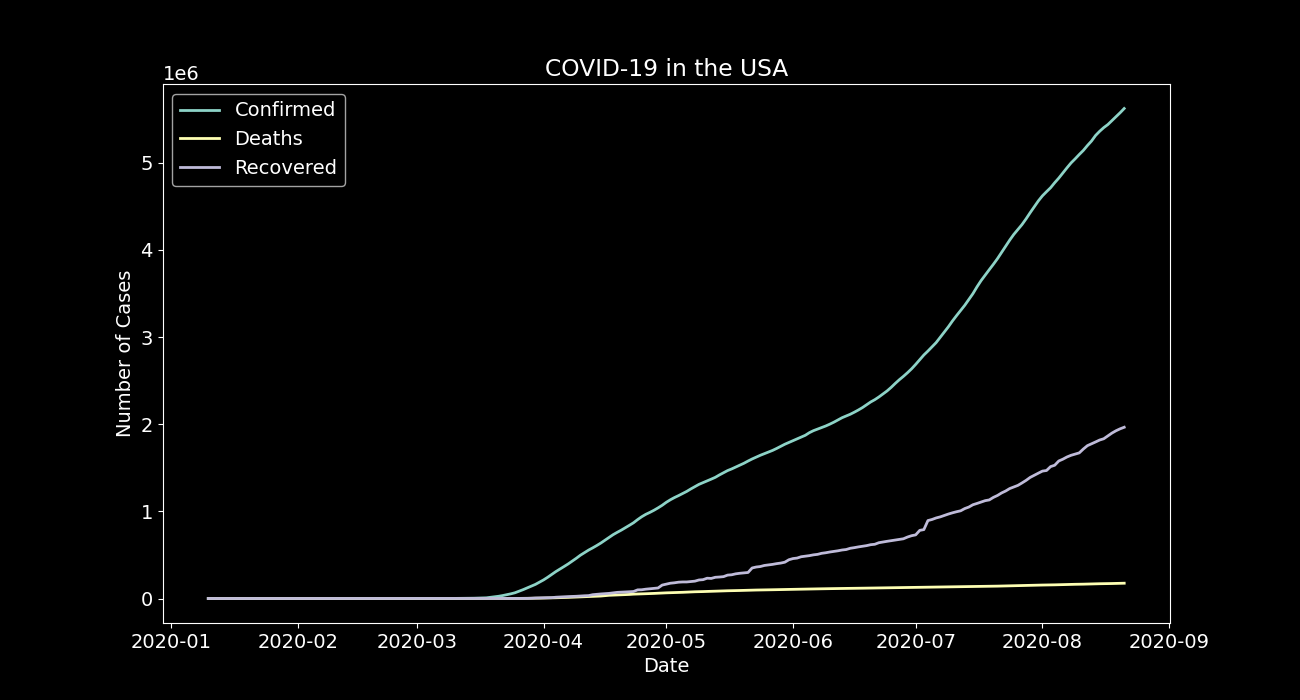 COVID-19 in the USA
1e6
Confirmed
Deaths
Recovered
5
4
3
2
1
0
Number of Cases
2020-01 2020-02 2020-03 2020-04 2020-05 2020-06 2020-07 2020-08 2020-09
Date